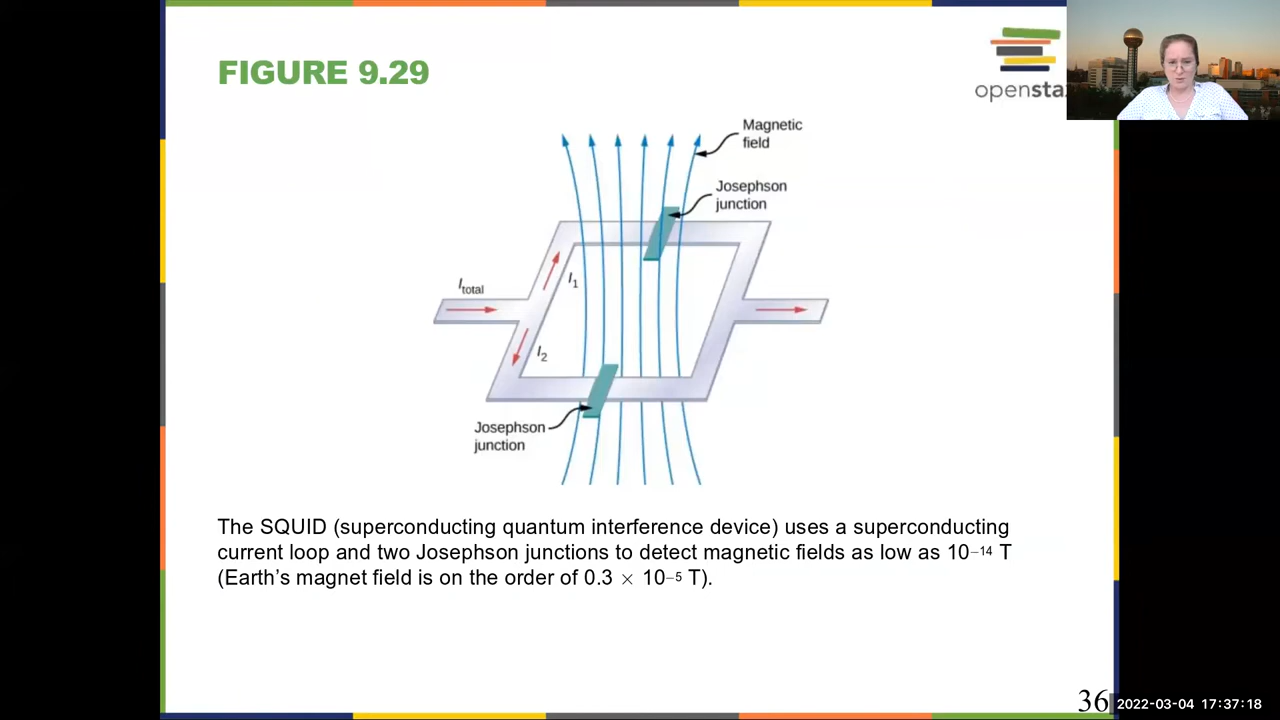 FIGURE 9.29
opensta
Magnetic
field
Josephson
junction
I1
Itotal
I2
Josephson
junction
The SQUID (superconducting quantum interference device) uses a superconducting
current loop and two Josephson junctions to detect magnetic fields as low as 10−14 T
(Earth’s magnet field is on the order of 0.3 × 10−5 T).
36
2022-03-04 17:37:18